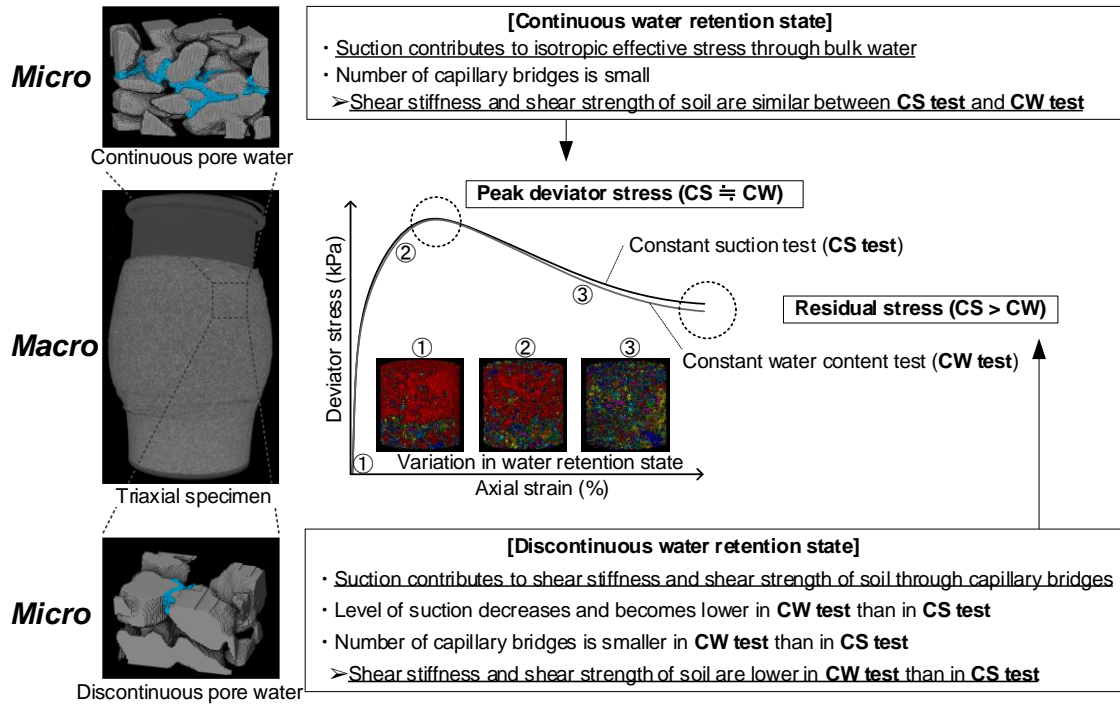 [Continuous water retention state]
・Suction contributes to isotropic effective stress through bulk water
・Number of capillary bridges is small
➢Shear stiffness and shear strength of soil are similar between CS test and CW test
Micro
Continuous pore water
Peak deviator stress (CS ≒ CW)
Constant suction test (CS test)
②
③
Residual stress (CS > CW)
Macro
Deviator stress (kPa)
① ② ③
Constant water content test (CW test)
①
Variation in water retention state
Axial strain (%)
Triaxial specimen
[Discontinuous water retention state]
・Suction contributes to shear stiffness and shear strength of soil through capillary bridges
・Level of suction decreases and becomes lower in CW test than in CS test
・Number of capillary bridges is smaller in CW test than in CS test
➢Shear stiffness and shear strength of soil are lower in CW test than in CS test
Micro
Discontinuous pore water